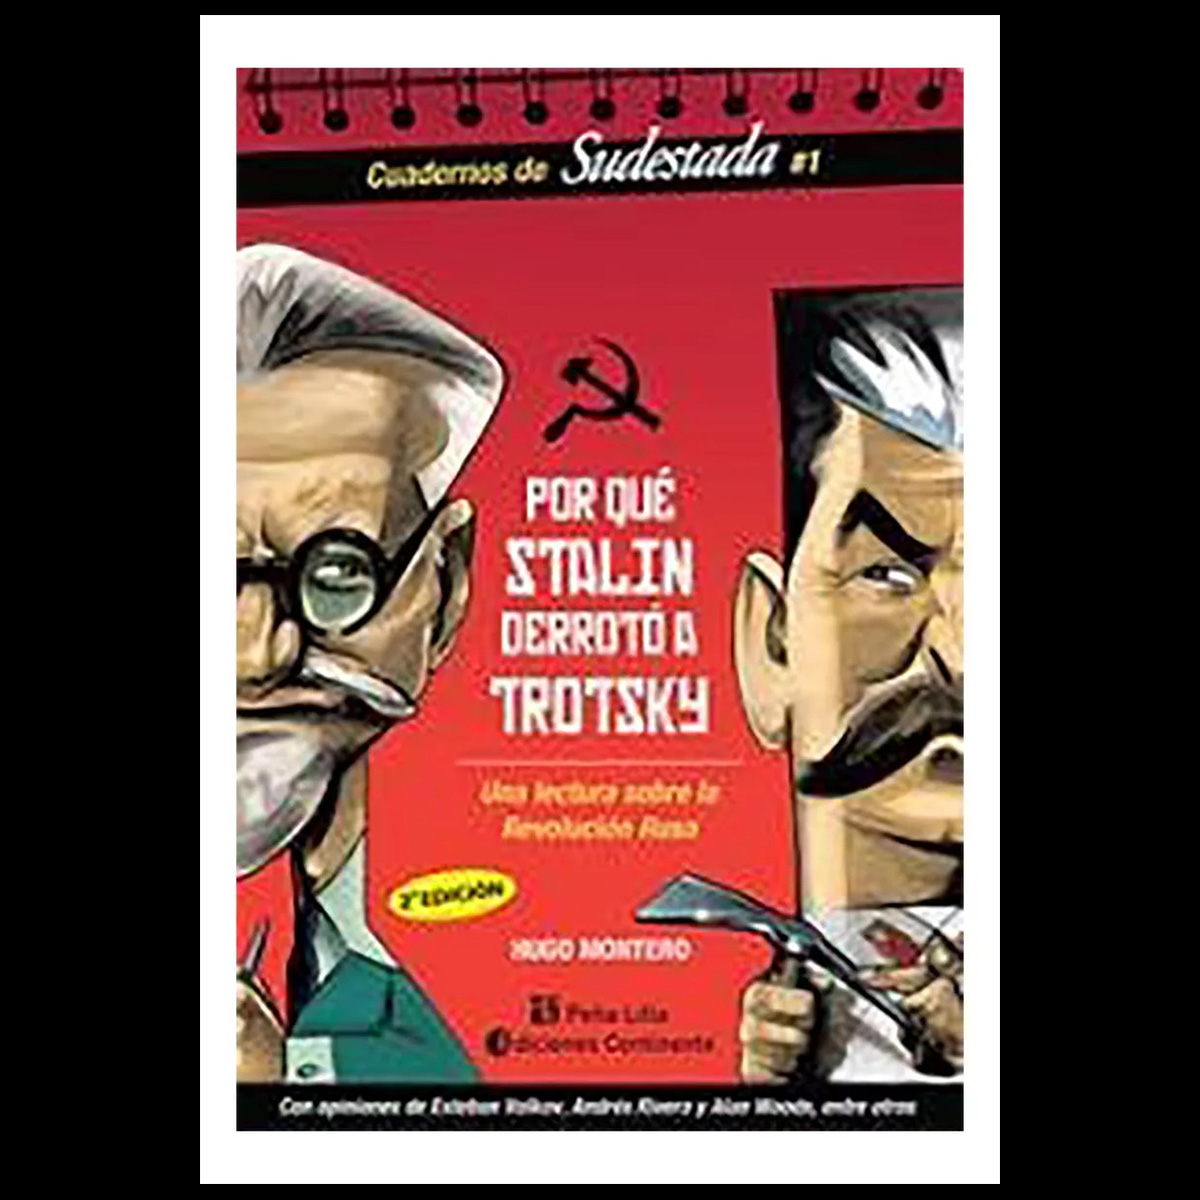 Cuadernos de Sudestada #1
POR QUÉ
STALIN
DERROTÓ A
TROTSKY
Una lectura sobre la
Revolución Rusa
2ª EDICIÓN
HUGO MONTERO
Peña Lillo
Ediciones Continente
Con opiniones de Esteban Volkov, Andrés Rivera y Alan Woods, entre otros